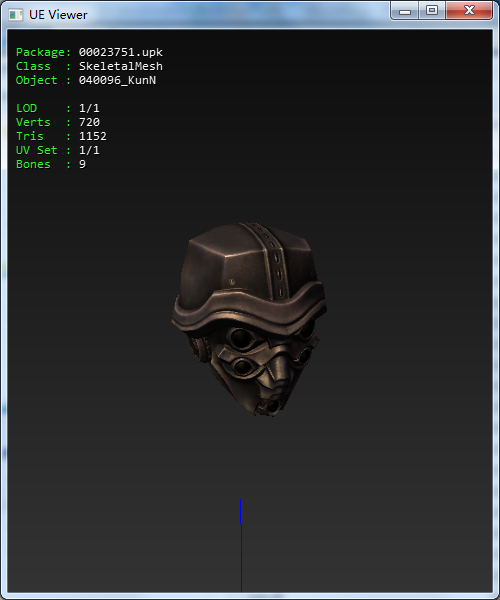 UE Viewer
Package: 00023751.upk
Class : SkeletalMesh
Object : 040096_KunN
LOD : 1/1
Verts : 720
Tris : 1152
UV Set : 1/1
Bones : 9